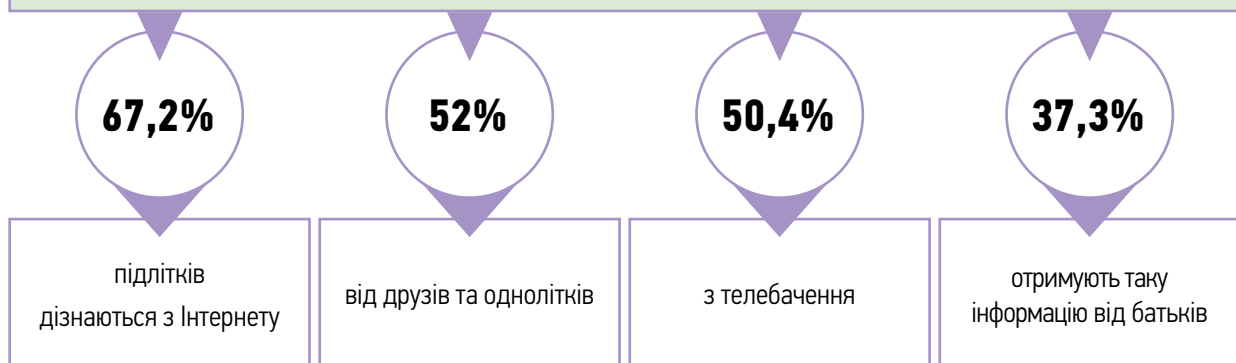 67,2%
52%
50,4%
37,3%
підлітків
дізнаються з Інтернету
від друзів та однолітків
з телебачення
отримують таку
інформацію від батьків